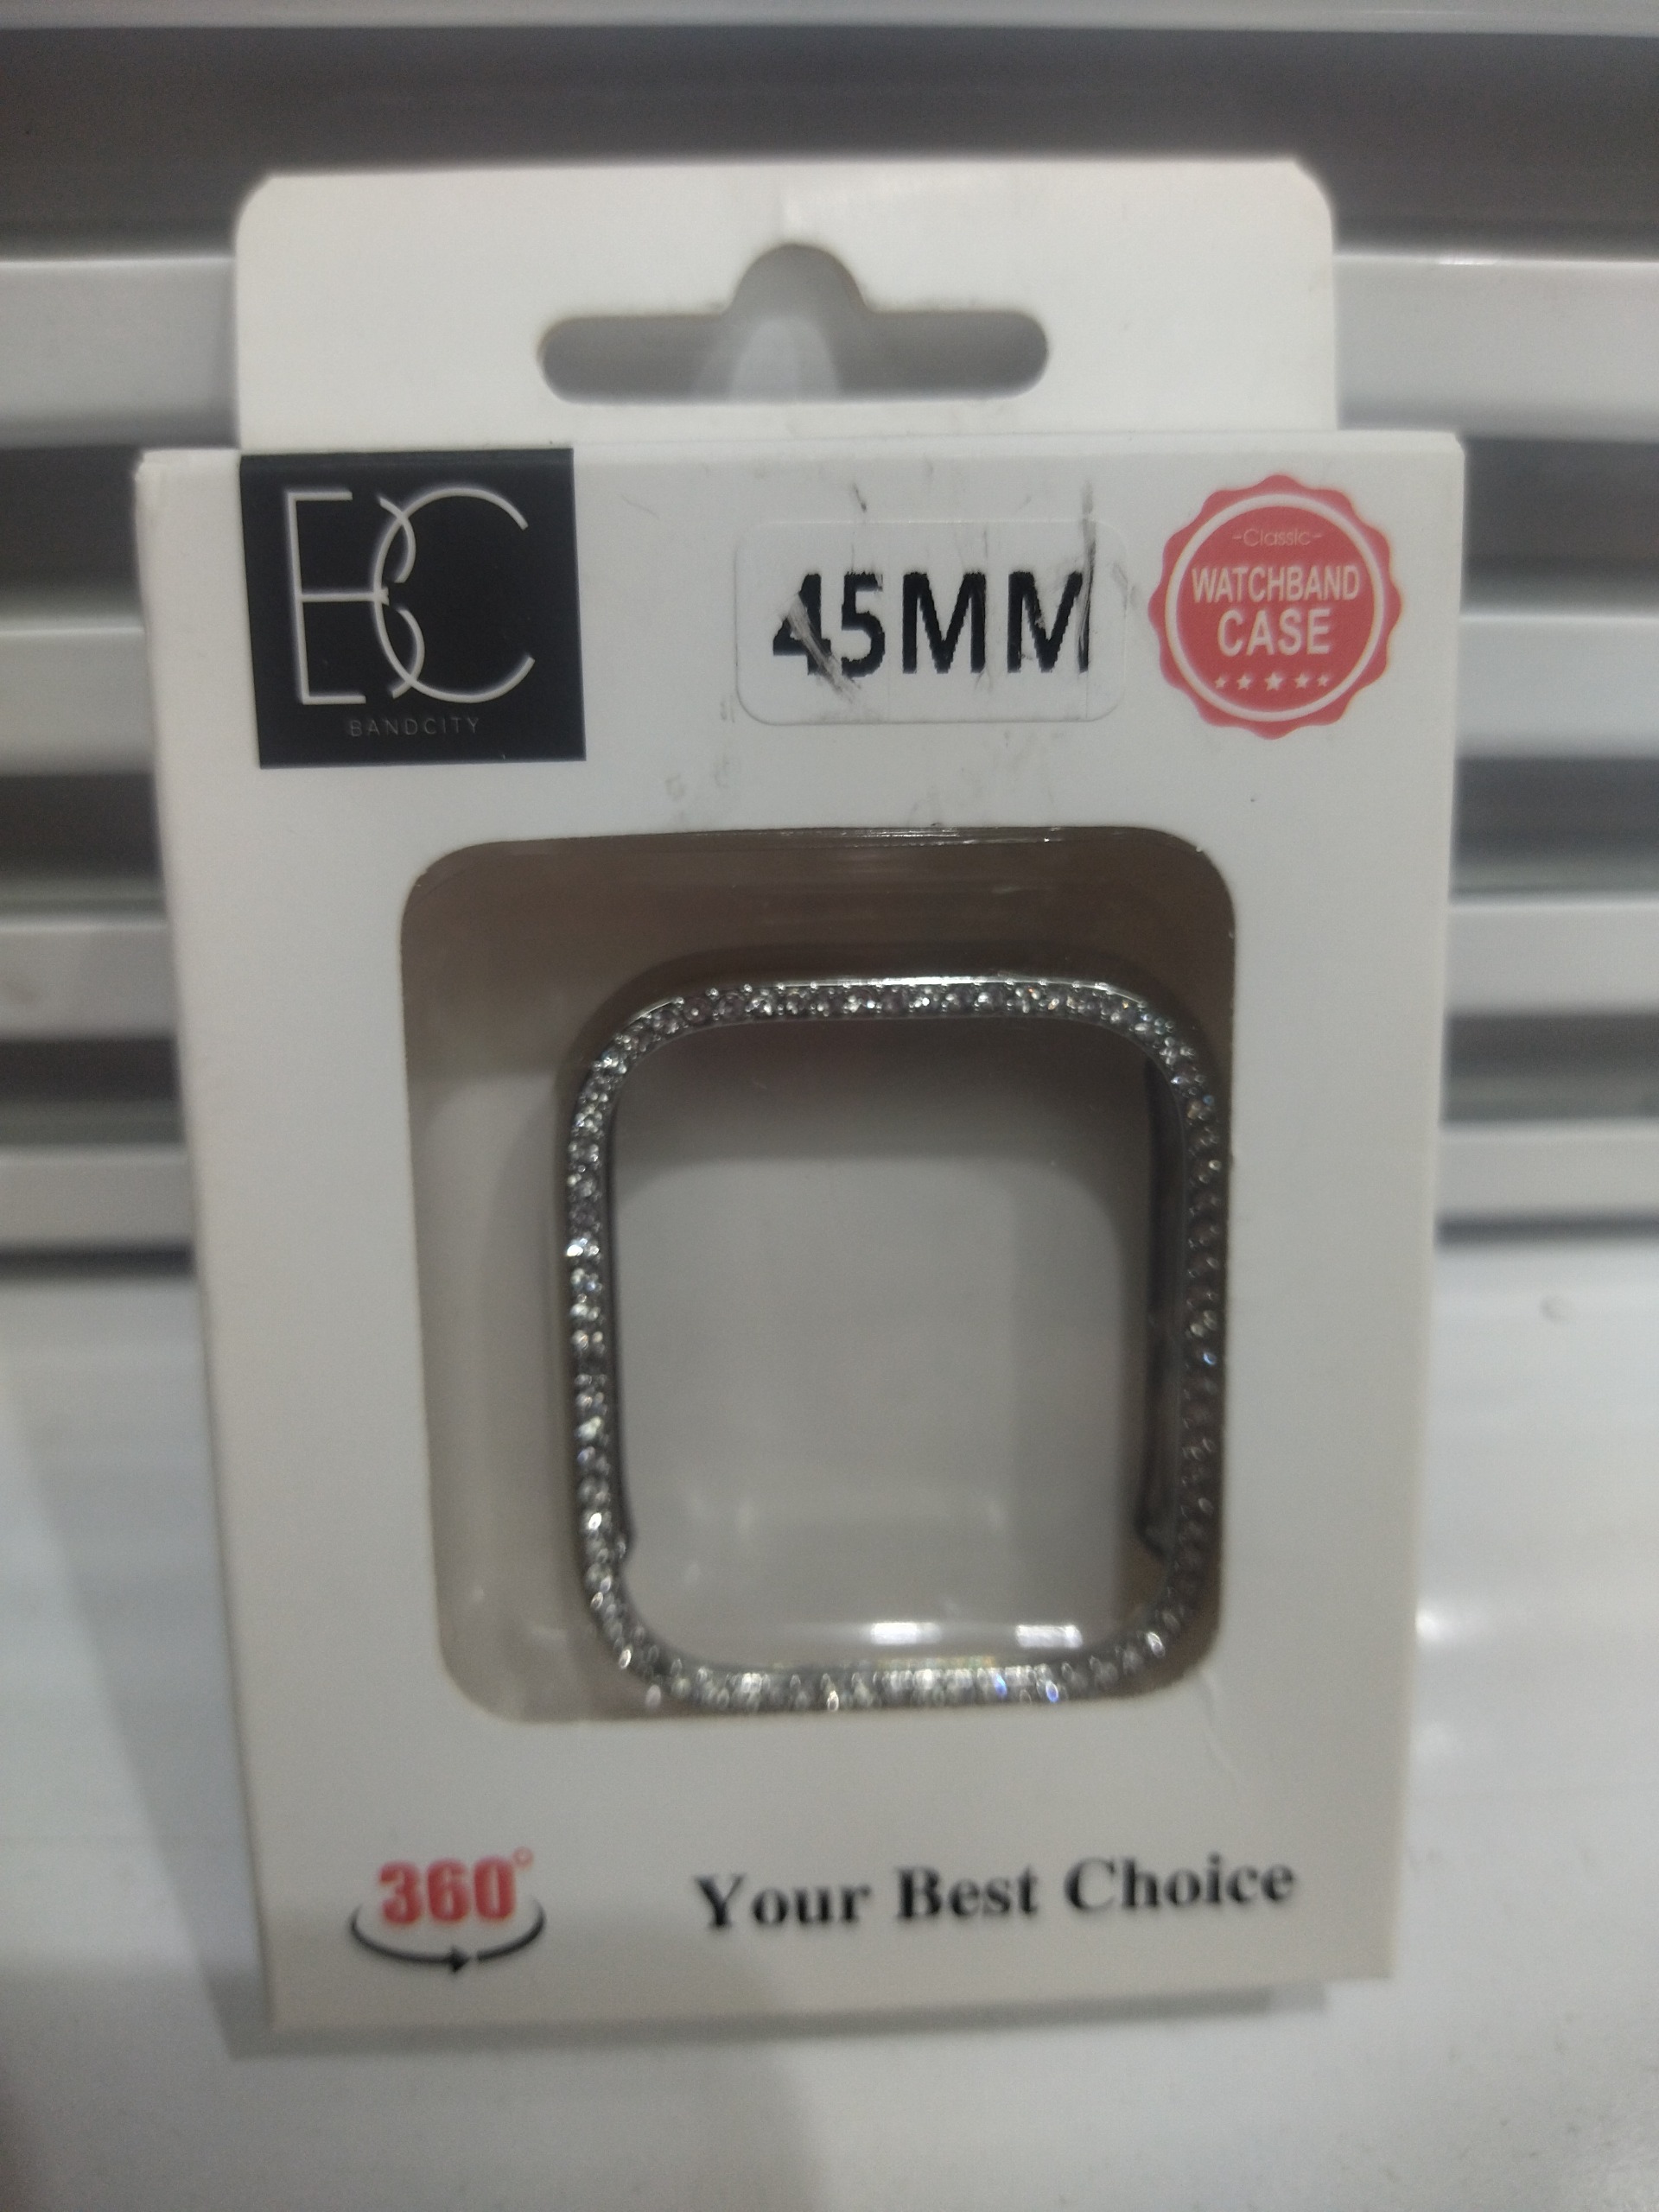 BC
BANDCITY
45MM
-Classic-
WATCHBAND
CASE
360°
Your Best Choice